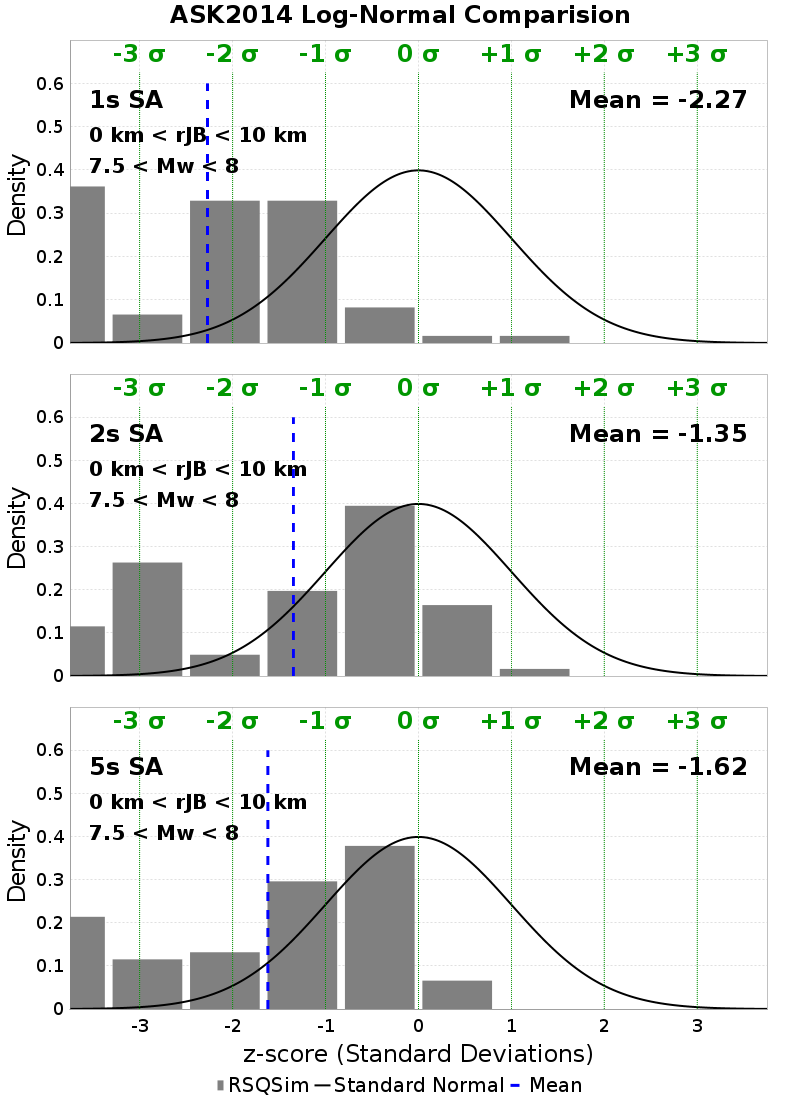 ASK2014 Log-Normal Comparision
-3 σ -2 σ -1 σ 0 σ +1 σ +2 σ +3 σ
1s SA Mean = -2.27
0 km < rJB < 10 km
7.5 < Mw < 8
Density
0.6
0.5
0.4
0.3
0.2
0.1
0
-3 σ -2 σ -1 σ 0 σ +1 σ +2 σ +3 σ
2s SA Mean = -1.35
0 km < rJB < 10 km
7.5 < Mw < 8
Density
0.6
0.5
0.4
0.3
0.2
0.1
0
-3 σ -2 σ -1 σ 0 σ +1 σ +2 σ +3 σ
5s SA Mean = -1.62
0 km < rJB < 10 km
7.5 < Mw < 8
Density
0.6
0.5
0.4
0.3
0.2
0.1
0
-3 -2 -1 0 1 2 3
z-score (Standard Deviations)
RSQSim Standard Normal Mean